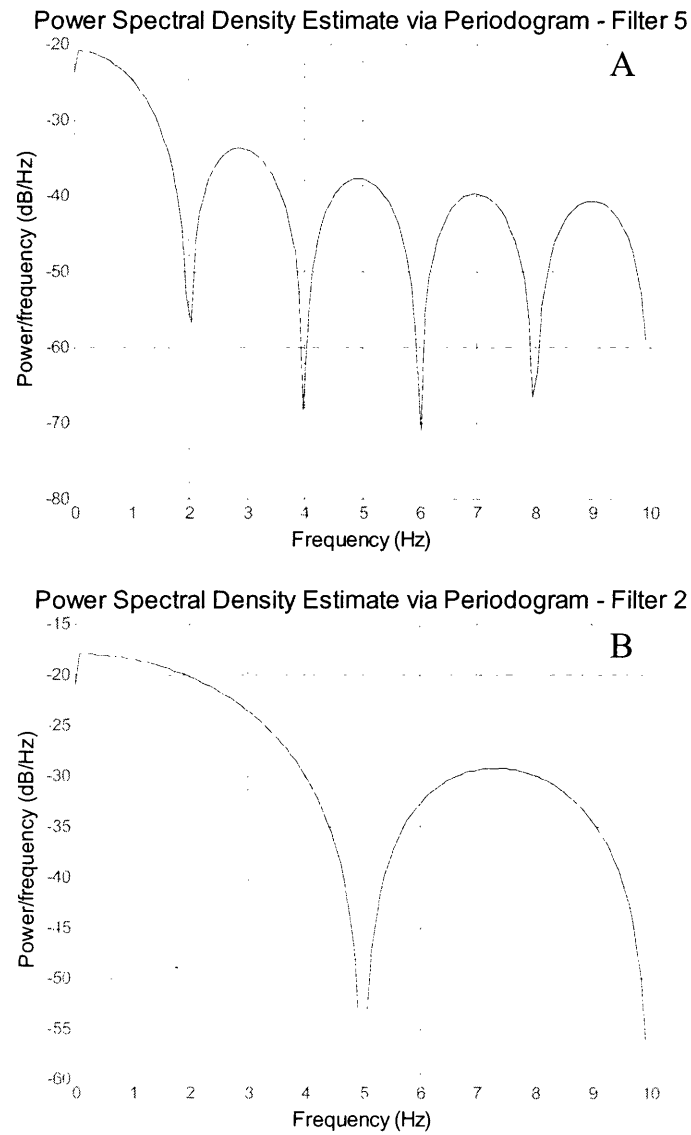 Power Spectral Density Estimate via Periodogram - Filter 5
A
-20
-30
-40
-50
-60
-70
-80
Power/frequency (dB/Hz)
0 1 2 3 4 5 6 7 8 9 10
Frequency (Hz)
Power Spectral Density Estimate via Periodogram - Filter 2
B
-15
-20
-25
-30
-35
-40
-45
-50
-55
-60
Power/frequency (dB/Hz)
0 1 2 3 4 5 6 7 8 9 10
Frequency (Hz)